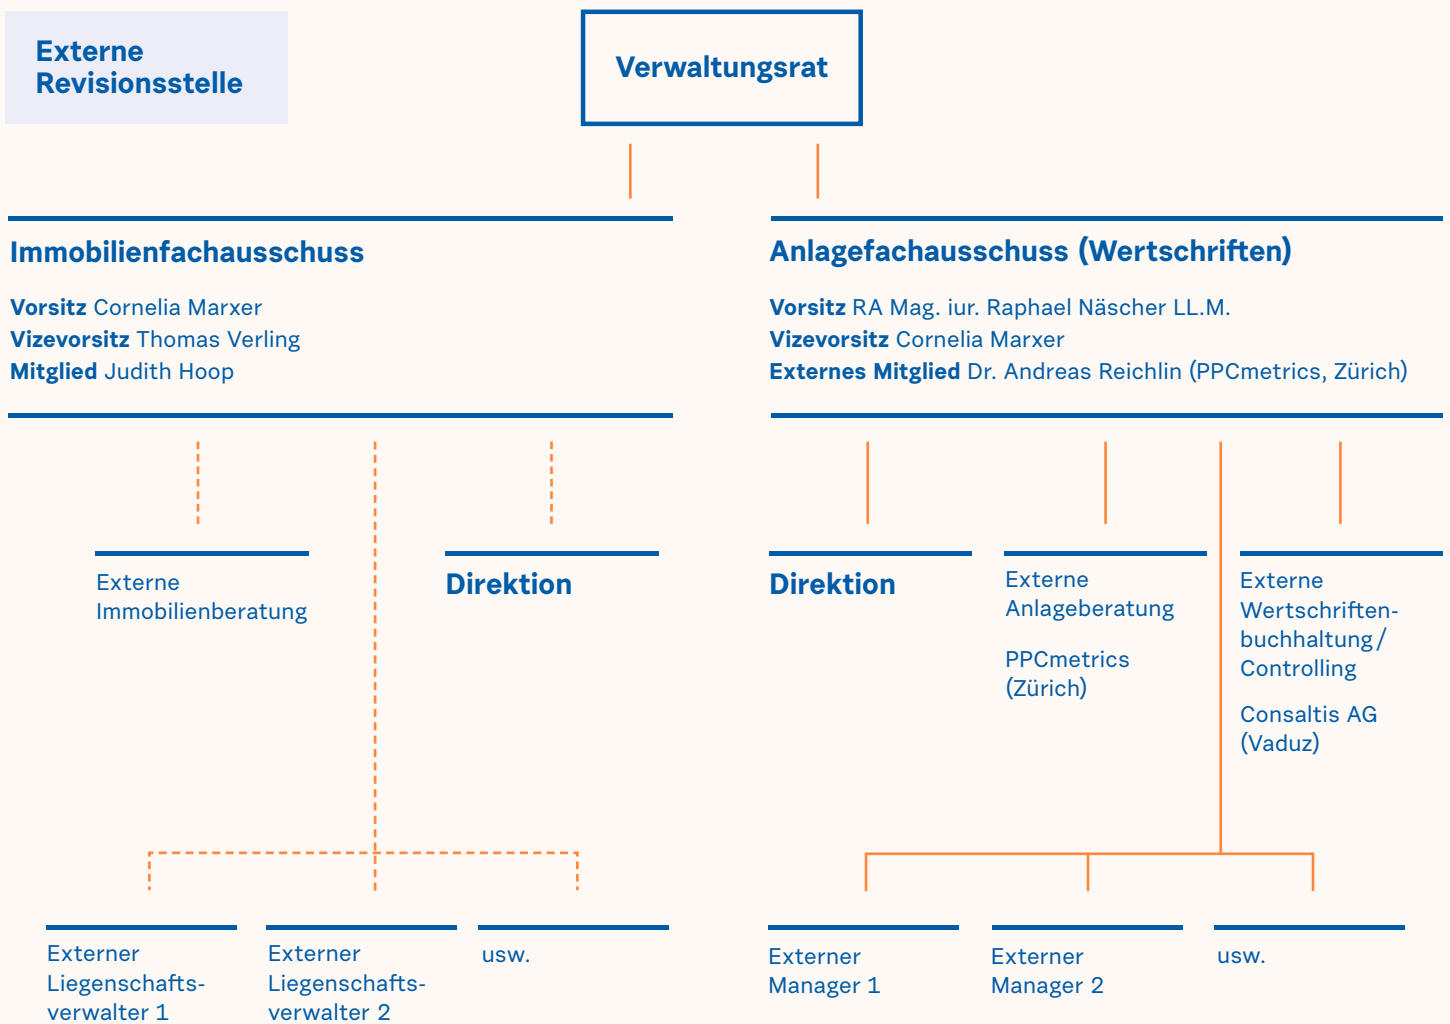 Externe
Revisionsstelle
Verwaltungsrat
Immobilienfachausschuss
Vorsitz Cornelia Marxer
Vizevorsitz Thomas Verling
Mitglied Judith Hoop
Anlagefachausschuss (Wertschriften)
Vorsitz RA Mag. iur. Raphael Näscher LL.M.
Vizevorsitz Cornelia Marxer
Externes Mitglied Dr. Andreas Reichlin (PPCmetrics, Zürich)
Externe
Immobilienberatung
Direktion
Direktion
Externe
Anlageberatung
PPCmetrics
(Zürich)
Externe
Wertschriften-
buchhaltung/
Controlling
Consaltis AG
(Vaduz)
Externer
Liegenschafts-
verwalter 1
Externer
Liegenschafts-
verwalter 2
usw.
Externer
Manager 1
Externer
Manager 2
usw.